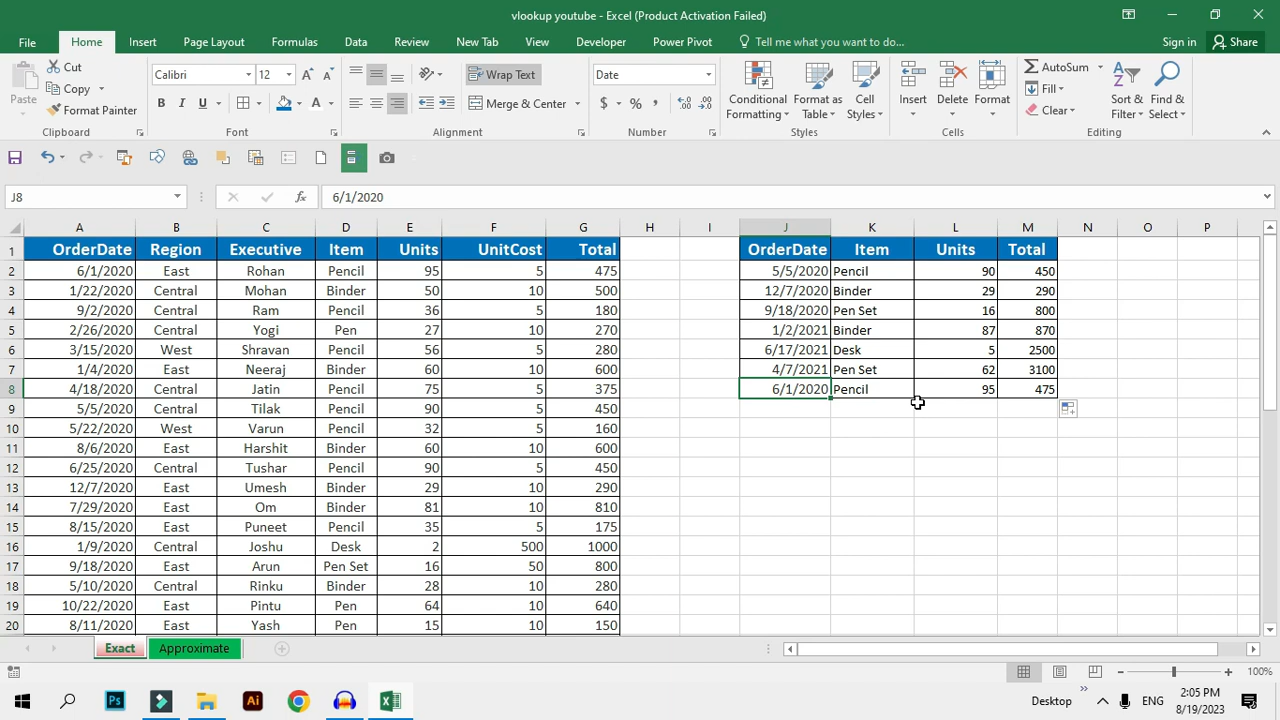 vlookup youtube - Excel (Product Activation Failed)
File Home Insert Page Layout Formulas Data Review New Tab View Developer Power Pivot Tell me what you want to do... Sign in Share
Cut
Copy
Format Painter
Paste
Clipboard
Calibri 12
B I U A
Font
Wrap Text
Merge & Center
Alignment
Date
$ % ,
Number
Conditional Formatting
Format as Table
Cell Styles
Styles
Insert Delete Format
Cells
AutoSum
Fill
Clear
Sort & Filter
Find & Select
Editing
J8 fx 6/1/2020
A B C D E F G H I J K L M N O P
1 OrderDate Region Executive Item Units UnitCost Total OrderDate Item Units Total
2 6/1/2020 East Rohan Pencil 95 5 475 5/5/2020 Pencil 90 450
3 1/22/2020 Central Mohan Binder 50 10 500 12/7/2020 Binder 29 290
4 9/2/2020 Central Ram Pencil 36 5 180 9/18/2020 Pen Set 16 800
5 2/26/2020 Central Yogi Pen 27 10 270 1/2/2021 Binder 87 870
6 3/15/2020 West Shravan Pencil 56 5 280 6/17/2021 Desk 5 2500
7 1/4/2020 East Neeraj Binder 60 10 600 4/7/2021 Pen Set 62 3100
8 4/18/2020 Central Jatin Pencil 75 5 375 6/1/2020 Pencil 95 475
9 5/5/2020 Central Tilak Pencil 90 5 450
10 5/22/2020 West Varun Pencil 32 5 160
11 8/6/2020 East Harshit Binder 60 10 600
12 6/25/2020 Central Tushar Pencil 90 5 450
13 12/7/2020 East Umesh Binder 29 10 290
14 7/29/2020 East Om Binder 81 10 810
15 8/15/2020 East Puneet Pencil 35 5 175
16 1/9/2020 Central Joshu Desk 2 500 1000
17 9/18/2020 East Arun Pen Set 16 50 800
18 5/10/2020 Central Rinku Binder 28 10 280
19 10/22/2020 East Pintu Pen 64 10 640
20 8/11/2020 East Yash Pen 15 10 150
Exact Approximate
100%
Ps Ai Desktop ENG 2:05 PM
8/19/2023